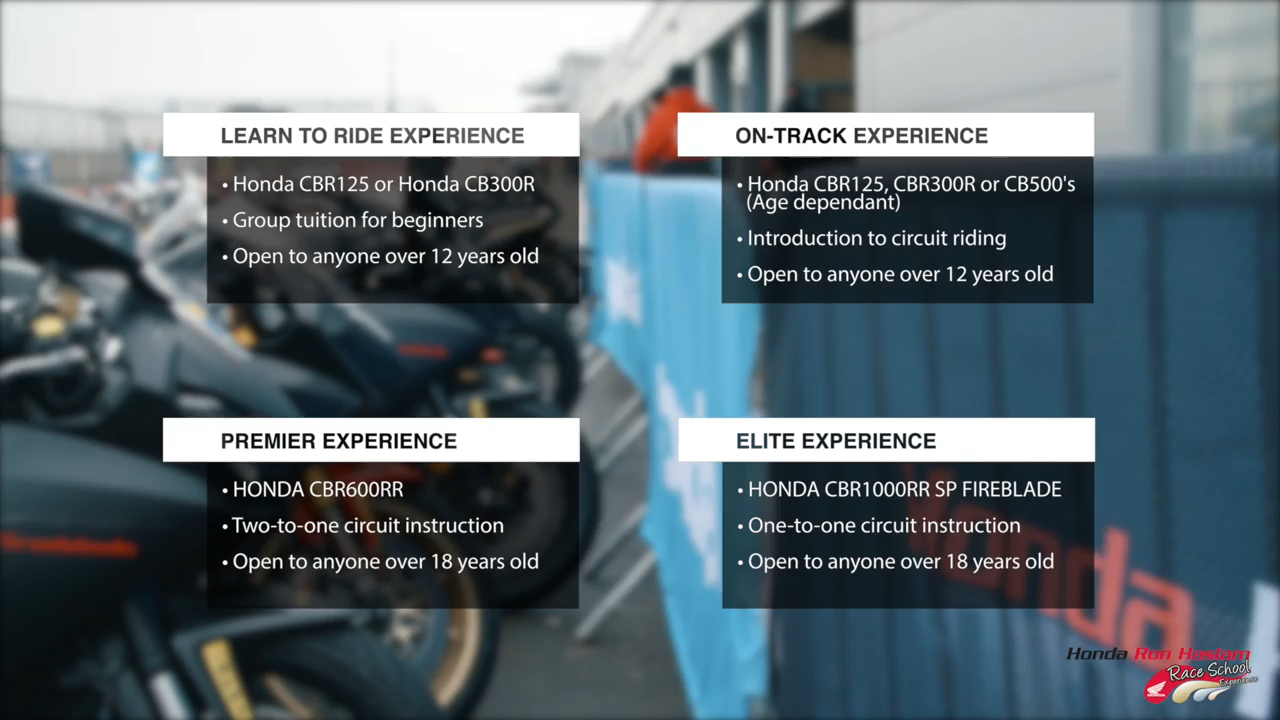 LEARN TO RIDE EXPERIENCE
• Honda CBR125 or Honda CB300R
• Group tuition for beginners
• Open to anyone over 12 years old
ON-TRACK EXPERIENCE
• Honda CBR125, CBR300R or CB500's
(Age dependant)
• Introduction to circuit riding
• Open to anyone over 12 years old
PREMIER EXPERIENCE
• HONDA CBR600RR
• Two-to-one circuit instruction
• Open to anyone over 18 years old
ELITE EXPERIENCE
• HONDA CBR1000RR SP FIREBLADE
• One-to-one circuit instruction
• Open to anyone over 18 years old
Honda
Honda Ron Haslam
Race School
Experience